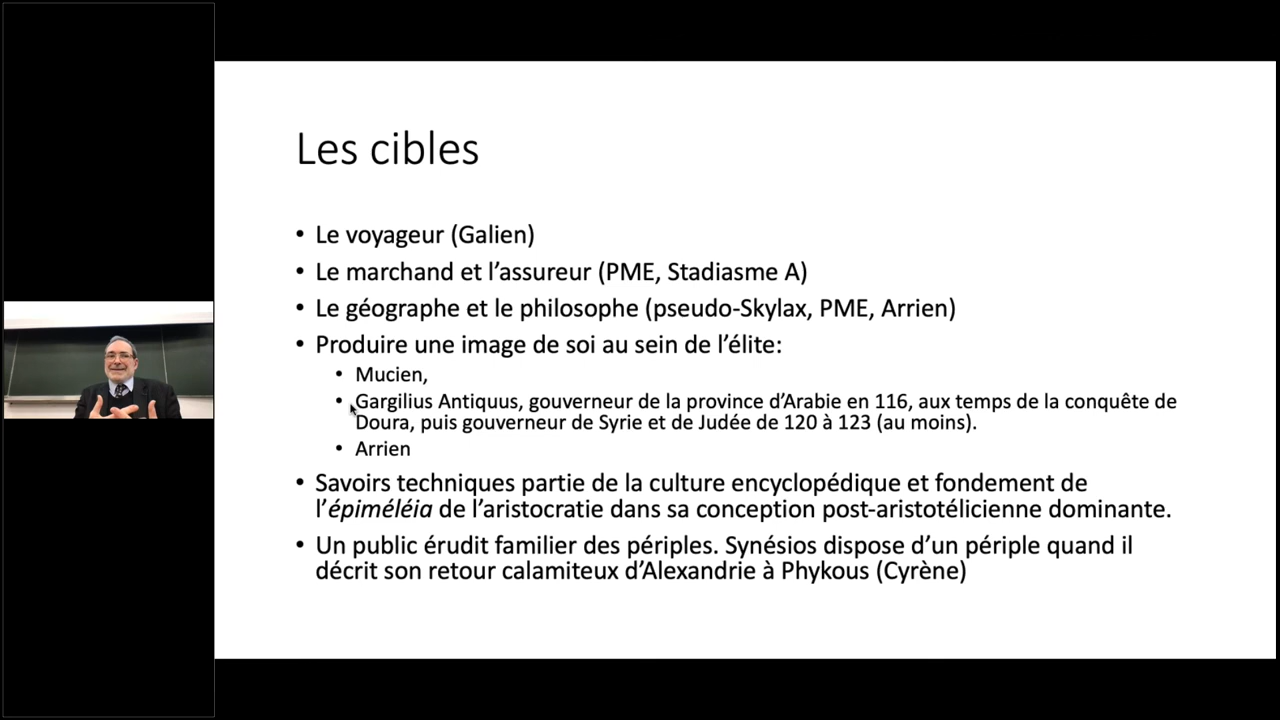 Les cibles
• Le voyageur (Galien)
• Le marchand et l’assureur (PME, Stadiasme A)
• Le géographe et le philosophe (pseudo-Skylax, PME, Arrien)
• Produire une image de soi au sein de l’élite:
• Mucien,
• Gargilius Antiquus, gouverneur de la province d’Arabie en 116, aux temps de la conquête de
Doura, puis gouverneur de Syrie et de Judée de 120 à 123 (au moins).
• Arrien
• Savoirs techniques partie de la culture encyclopédique et fondement de
l’épiméléia de l’aristocratie dans sa conception post-aristotélicienne dominante.
• Un public érudit familier des périples. Synésios dispose d’un périple quand il
décrit son retour calamiteux d’Alexandrie à Phykous (Cyrène)